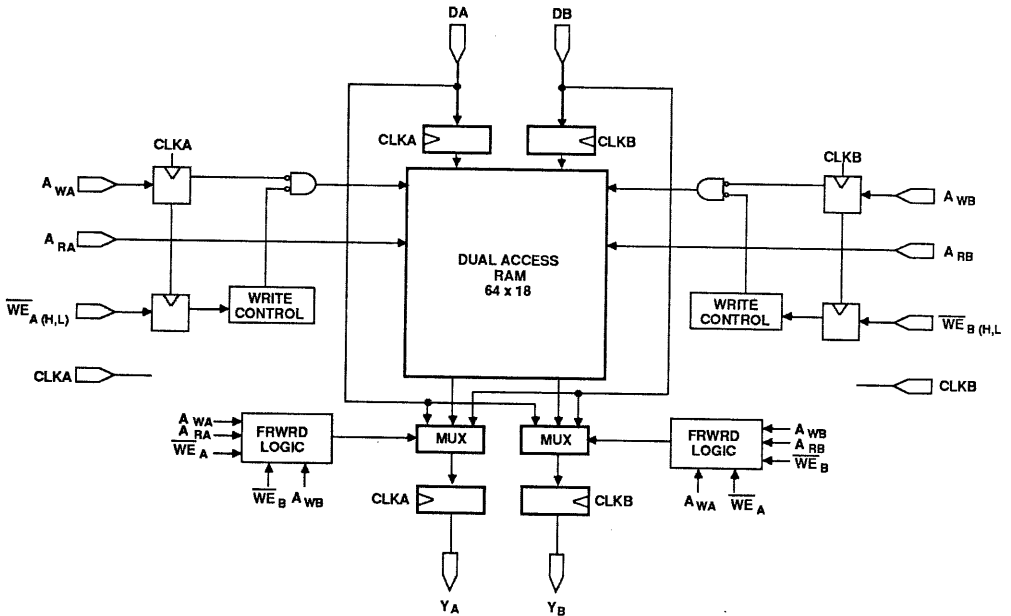 DA
DB
CLKA
CLKB
CLKA
CLKB
A WA
A WB
A RA
A RB
DUAL ACCESS
RAM
64 x 18
WRITE
CONTROL
WRITE
CONTROL
WE A (H,L)
WE B (H,L
CLKA
CLKB
A WA
A RA
WE A
FRWRD
LOGIC
MUX
MUX
FRWRD
LOGIC
A WB
A RB
WE B
WE B
A WB
CLKA
CLKB
A WA
WE A
Y A
Y B